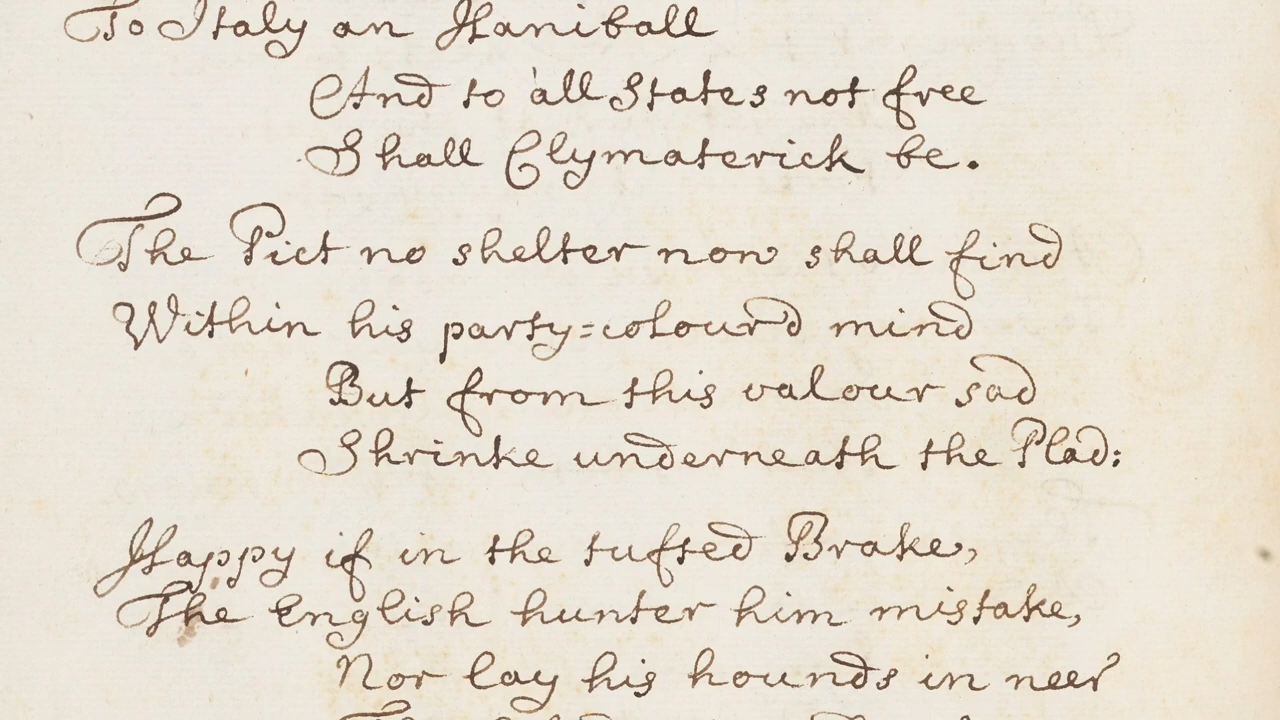 To Italy an Haniball
And to all States not free
Shall Clymaterick be.
The Pict no shelter now shall find
Within his party=colour'd mind
But from this valour sad
Shrinke underneath the Plad:
Happy if in the tufted Brake,
The English hunter him mistake,
Nor lay his hounds in neer